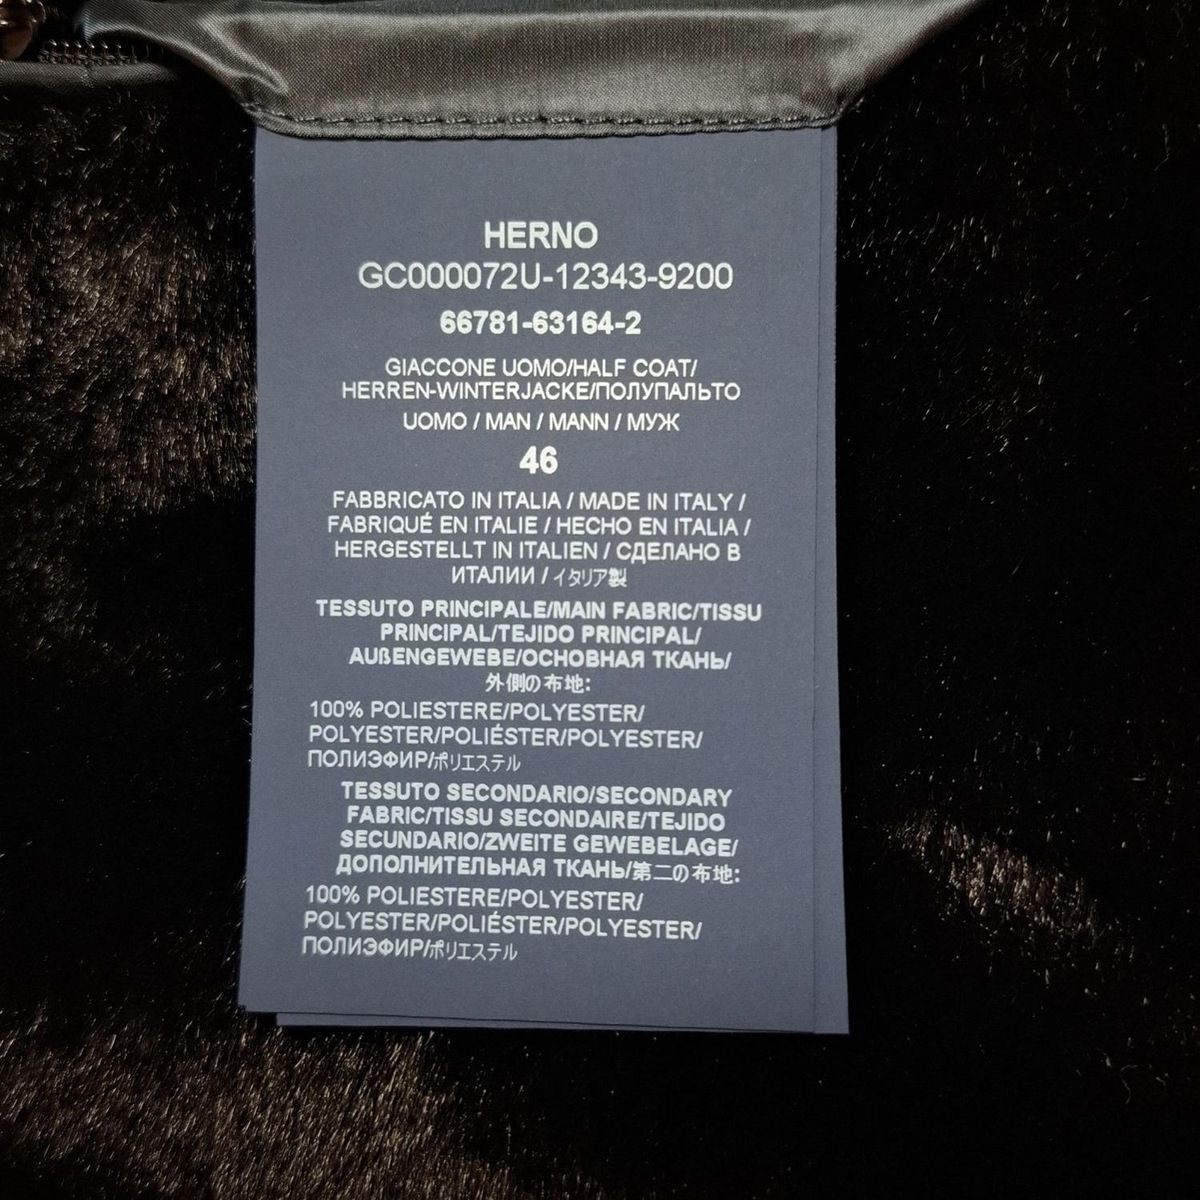 HERNO
GC000072U-12343-9200
66781-63164-2
GIACCONE UOMO/HALF COAT/
HERREN-WINTERJACKE/ПОЛУПАЛЬТО
UOMO / MAN / MANN / МУЖ
46
FABBRICATO IN ITALIA / MADE IN ITALY /
FABRIQUÉ EN ITALIE / HECHO EN ITALIA /
HERGESTELLT IN ITALIEN / СДЕЛАНО В
ИТАЛИИ / イタリア製
TESSUTO PRINCIPALE/MAIN FABRIC/TISSU
PRINCIPAL/TEJIDO PRINCIPAL/
AUßENGEWEBE/ОСНОВНАЯ ТКАНЬ/
外側の布地:
100% POLIESTERE/POLYESTER/
POLYESTER/POLIÉSTER/POLYESTER/
ПОЛИЭФИР/ポリエステル
TESSUTO SECONDARIO/SECONDARY
FABRIC/TISSU SECONDAIRE/TEJIDO
SECUNDARIO/ZWEITE GEWEBELAGE/
ДОПОЛНИТЕЛЬНАЯ ТКАНЬ/第二の布地:
100% POLIESTERE/POLYESTER/
POLYESTER/POLIÉSTER/POLYESTER/
ПОЛИЭФИР/ポリエステル